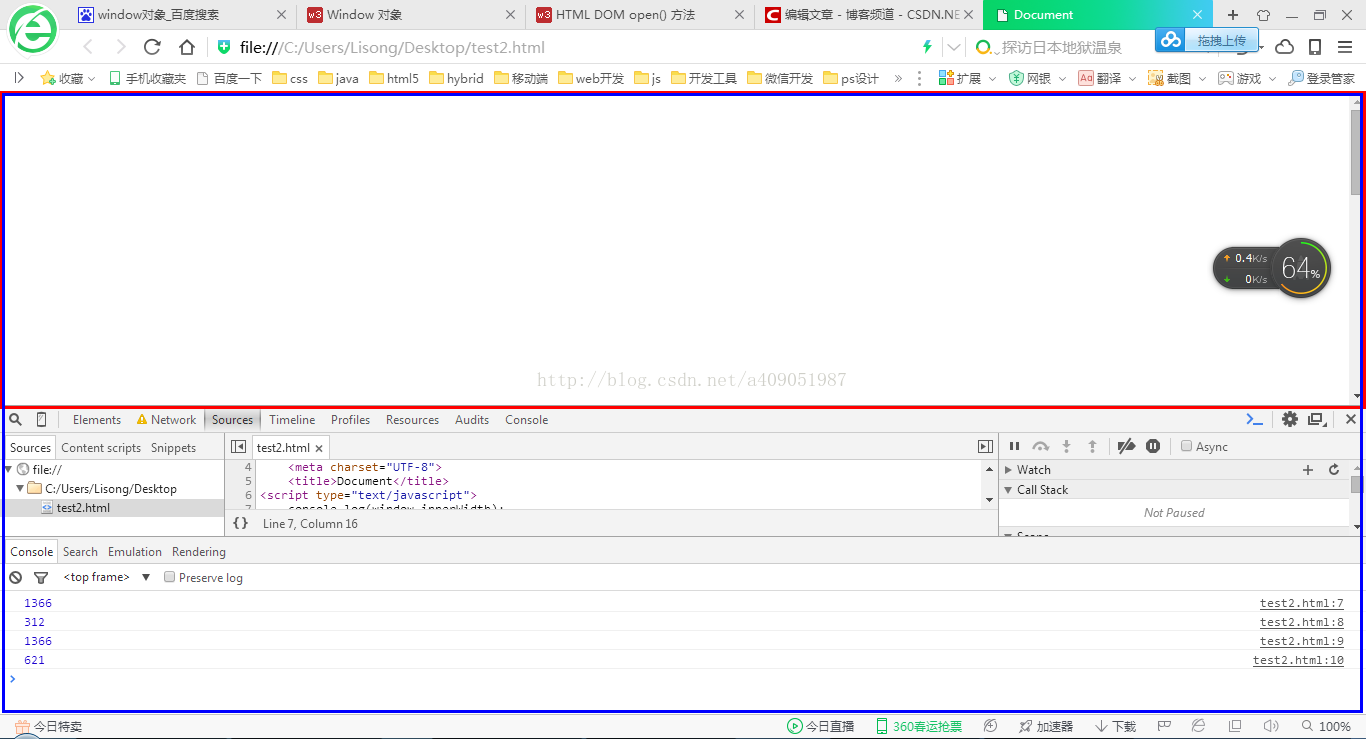 window对象_百度搜索
Window 对象
HTML DOM open() 方法
编辑文章 - 博客频道 - CSDN.NE
Document
file:///C:/Users/Lisong/Desktop/test2.html
探访日本地狱温泉
拖拽上传
收藏
手机收藏夹
百度一下
css
java
html5
hybrid
移动端
web开发
js
开发工具
微信开发
ps设计
»
扩展
网银
翻译
截图
游戏
登录管家
0.4K/s
0K/s
64%
http://blog.csdn.net/a409051987
Elements Network Sources Timeline Profiles Resources Audits Console
Sources Content scripts Snippets
test2.html
Async
file://
C:/Users/Lisong/Desktop
test2.html
4 <meta charset="UTF-8">
5 <title>Document</title>
6 <script type="text/javascript">
7 console.log(window.innerWidth);
{} Line 7, Column 16
Watch
Call Stack
Not Paused
Scope
Console Search Emulation Rendering
<top frame> ▼ Preserve log
1366 test2.html:7
312 test2.html:8
1366 test2.html:9
621 test2.html:10
>
今日特卖
今日直播
360春运抢票
加速器
下载
100%